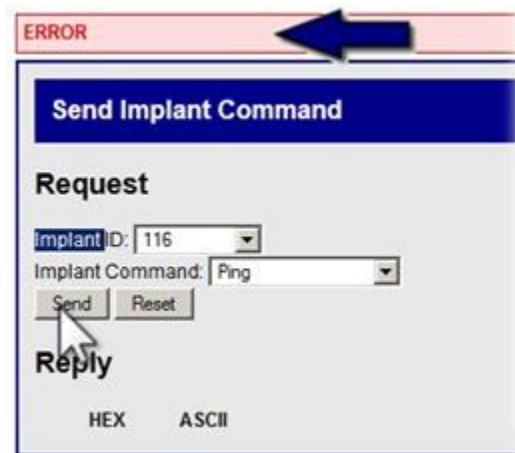 ERROR
Send Implant Command
Request
Implant ID: 116
Implant Command: Ping
Send Reset
Reply
HEX ASCII